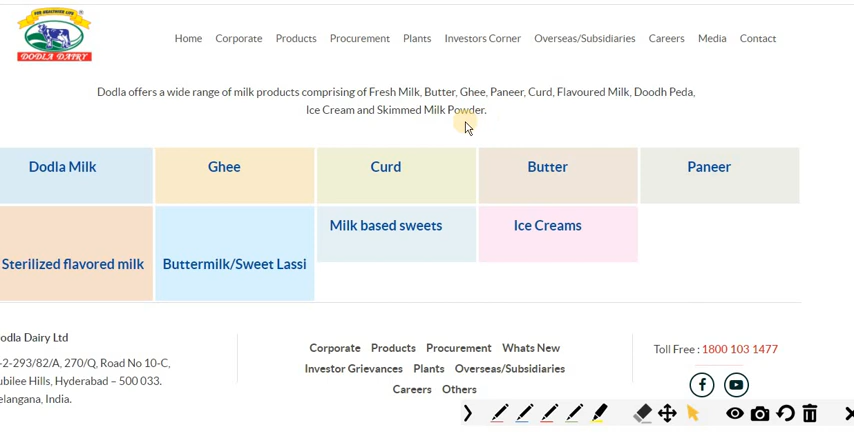 FOR HEALTHIER LIFE
DODLA DAIRY
Home Corporate Products Procurement Plants Investors Corner Overseas/Subsidiaries Careers Media Contact
Dodla offers a wide range of milk products comprising of Fresh Milk, Butter, Ghee, Paneer, Curd, Flavoured Milk, Doodh Peda,
Ice Cream and Skimmed Milk Powder.
Dodla Milk Ghee Curd Butter Paneer
Milk based sweets Ice Creams
Sterilized flavored milk Buttermilk/Sweet Lassi
odla Dairy Ltd
-2-293/82/A, 270/Q, Road No 10-C,
ubilee Hills, Hyderabad – 500 033.
elangana, India.
Corporate Products Procurement Whats New
Investor Grievances Plants Overseas/Subsidiaries
Careers Others
Toll Free : 1800 103 1477